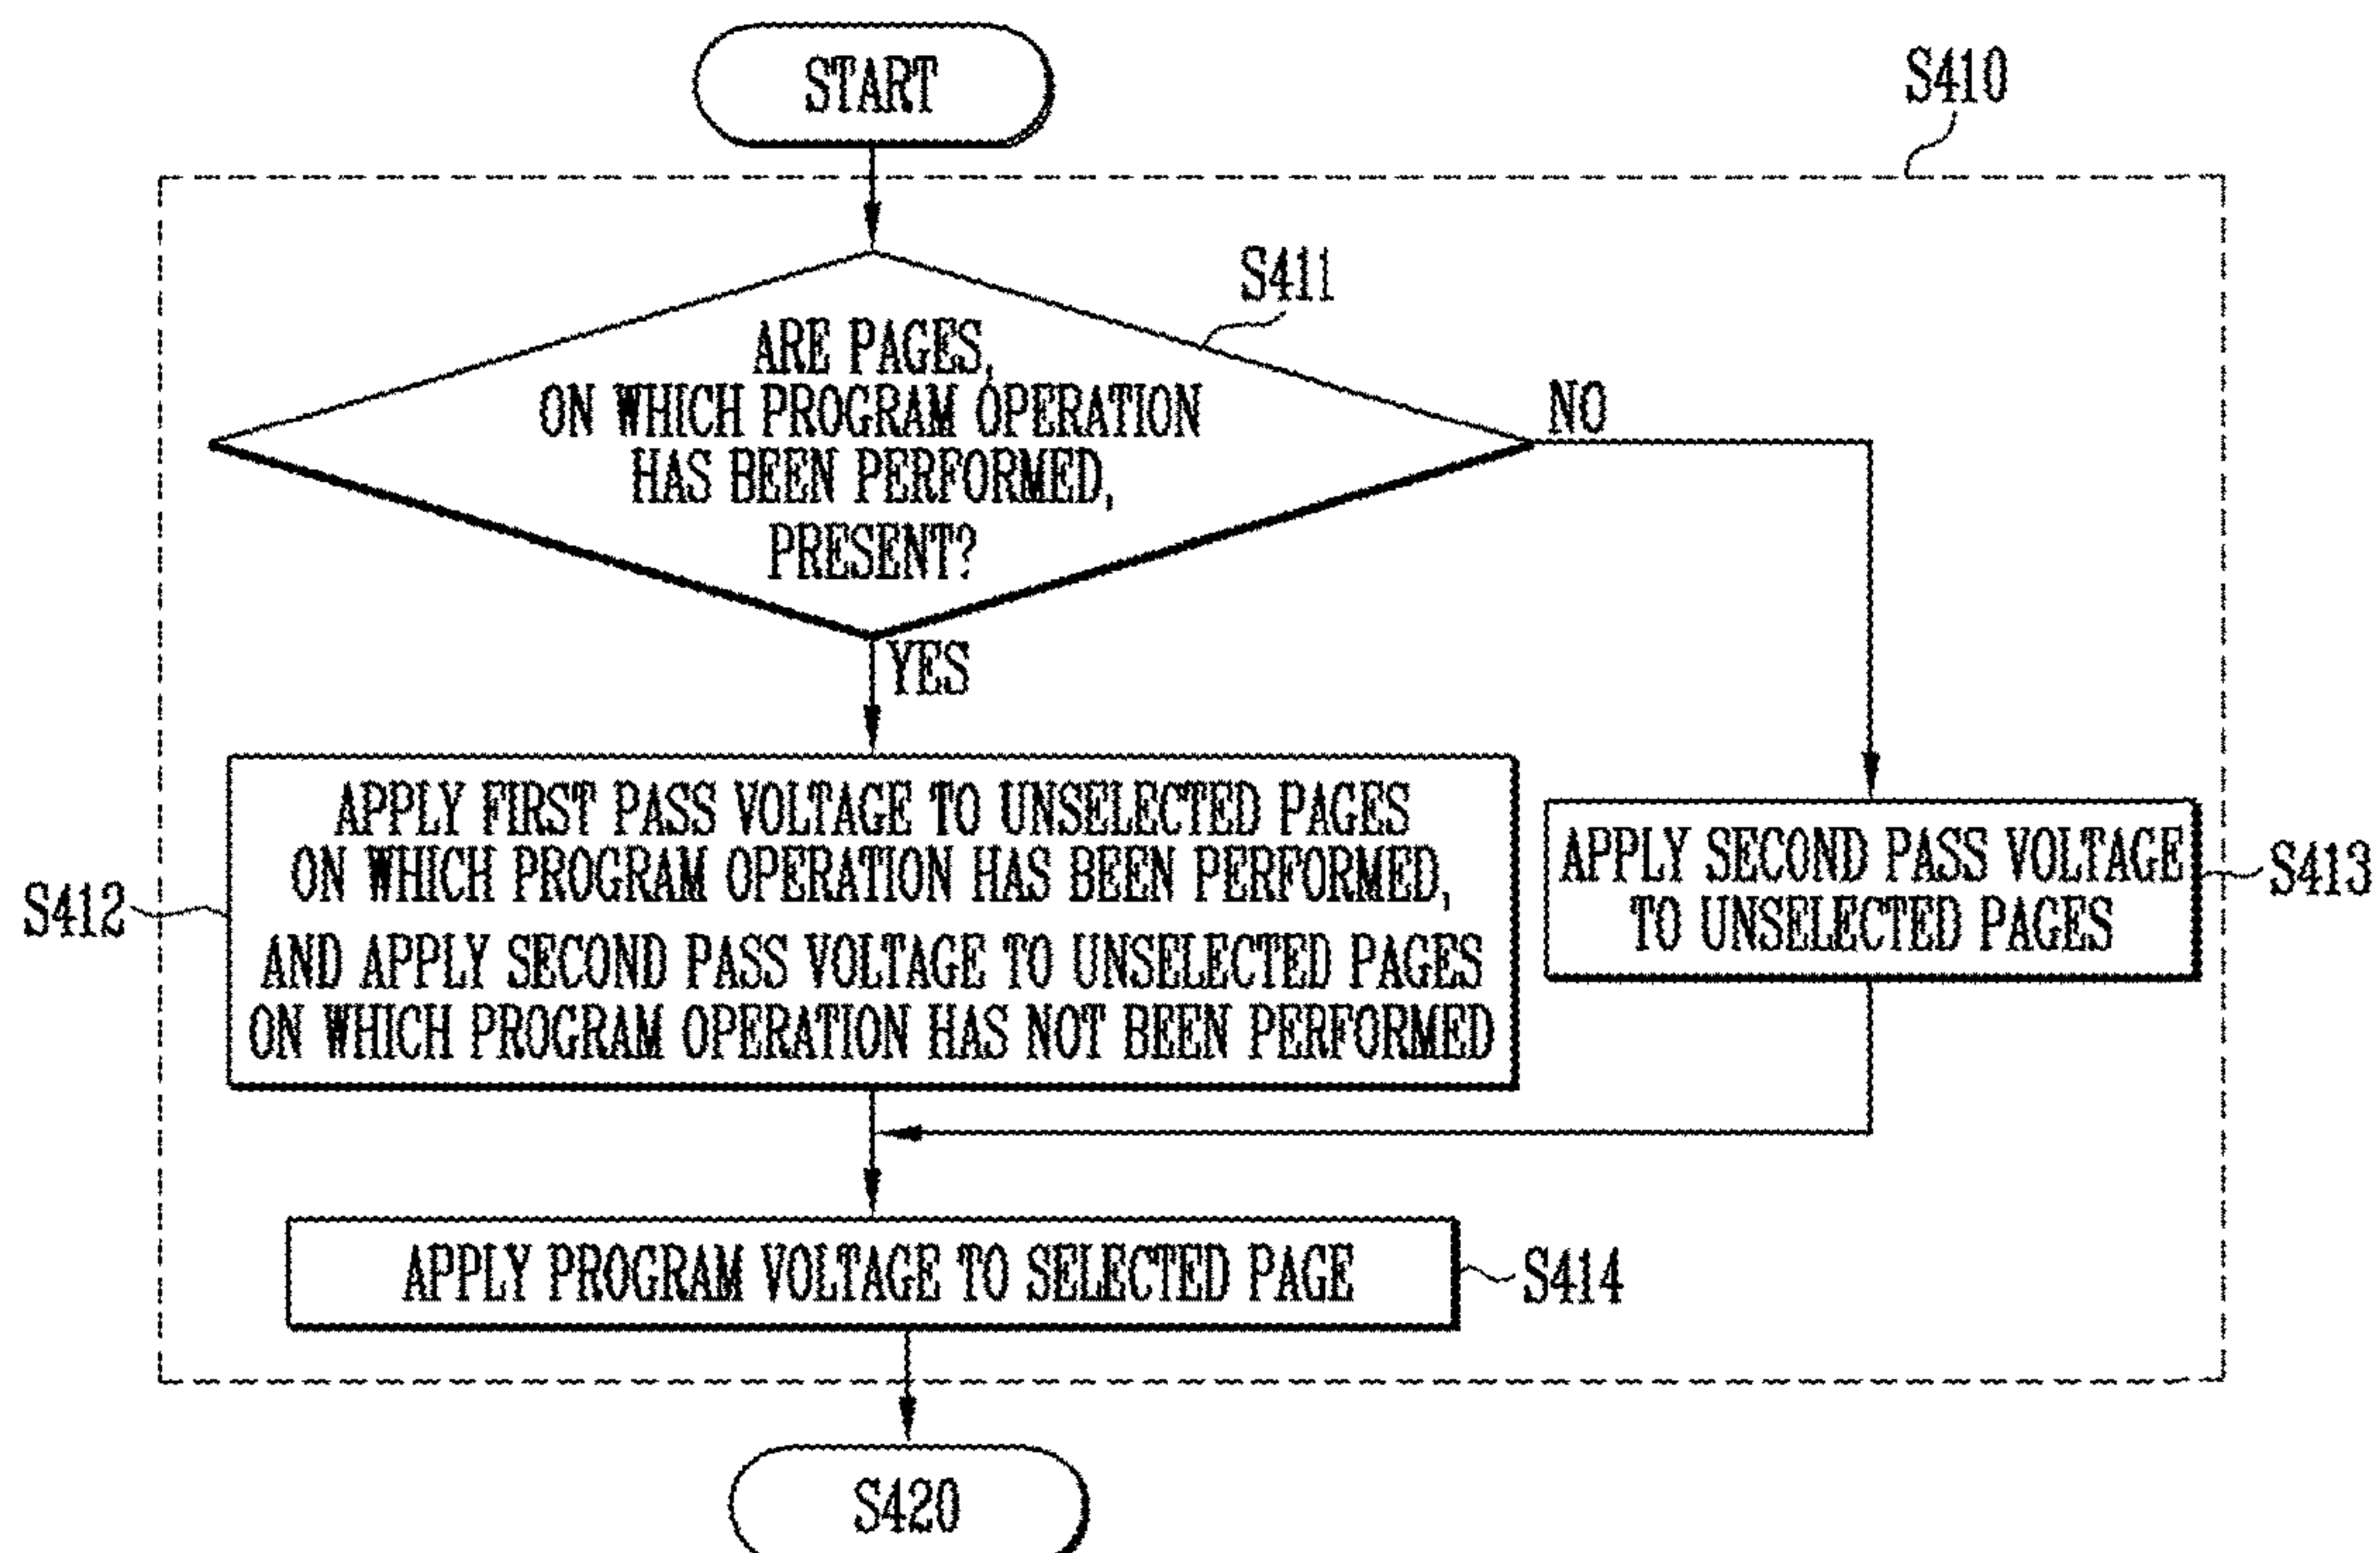 START
S410
S411
ARE PAGES,
ON WHICH PROGRAM OPERATION
HAS BEEN PERFORMED,
PRESENT?
NO
YES
APPLY FIRST PASS VOLTAGE TO UNSELECTED PAGES
ON WHICH PROGRAM OPERATION HAS BEEN PERFORMED,
AND APPLY SECOND PASS VOLTAGE TO UNSELECTED PAGES
ON WHICH PROGRAM OPERATION HAS NOT BEEN PERFORMED
S412
APPLY SECOND PASS VOLTAGE
TO UNSELECTED PAGES
S413
APPLY PROGRAM VOLTAGE TO SELECTED PAGE
S414
S420